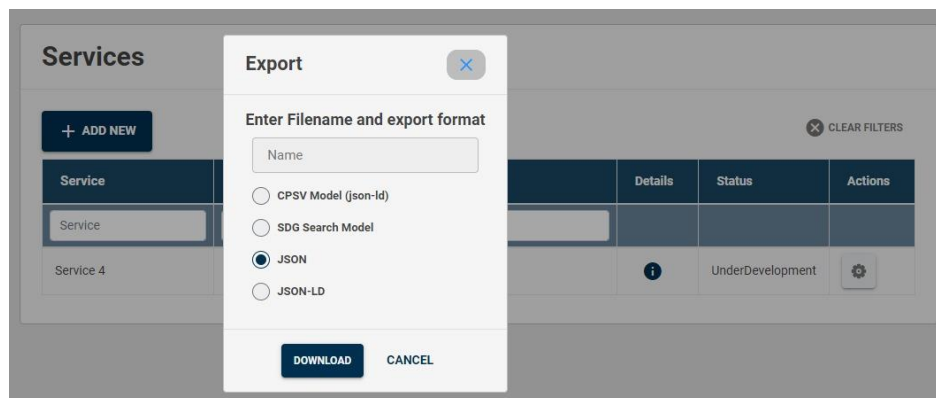 Services
Export
Enter Filename and export format
+ ADD NEW
CLEAR FILTERS
Name
Service
Details
Status
Actions
CPSV Model (json-ld)
Service
SDG Search Model
Service 4
JSON
UnderDevelopment
JSON-LD
DOWNLOAD
CANCEL